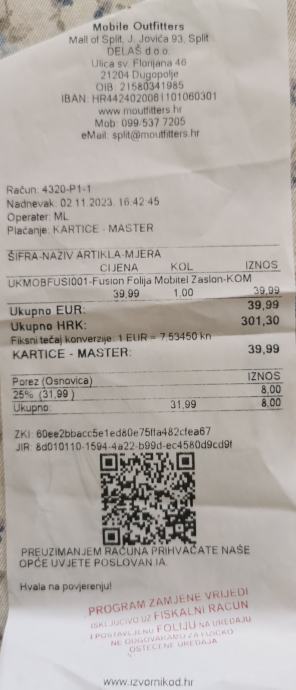 Mobile Outfitters
Mall of Split, J. Jovića 93, Split
DELAŠ d.o.o.
Ulica sv. Florijana 46
21204 Dugopolje
OIB: 21580341985
IBAN: HR4424020061101060301
www.moutfitters.hr
Mob: 099 537 7205
eMail: split@moutfitters.hr
Račun: 4320-P1-1
Nadnevak: 02.11.2023. 16:42:45
Operater: ML
Plaćanje: KARTICE - MASTER
ŠIFRA-NAZIV ARTIKLA-MJERA
CIJENA KOL IZNOS
UKMOBFUSI001-Fusion Folija Mobitel Zaslon-KOM
39,99 1,00 39,99
Ukupno EUR: 39,99
Ukupno HRK: 301,30
Fiksni tečaj konverzije: 1 EUR = 7,53450 kn
KARTICE - MASTER: 39,99
Porez (Osnovica) IZNOS
25% (31,99) 8,00
Ukupno: 31,99 8,00
ZKI: 60ee2bbacc5e1ed80e75ffa482cfea67
JIR: 8d010110-1594-4a22-b99d-ec4580d9cd9f
PREUZIMANJEM RAČUNA PRIHVAĆATE NAŠE
OPĆE UVJETE POSLOVANJA.
Hvala na povjerenju!
PROGRAM ZAMJENE VRIJEDI
ISKLJUČIVO UZ FISKALNI RAČUN
I POSTAVLJENU FOLIJU NA UREĐAJU
NE ODGOVARAMO ZA FIZIČKO
OŠTEĆENJE UREĐAJA
www.izvornikod.hr